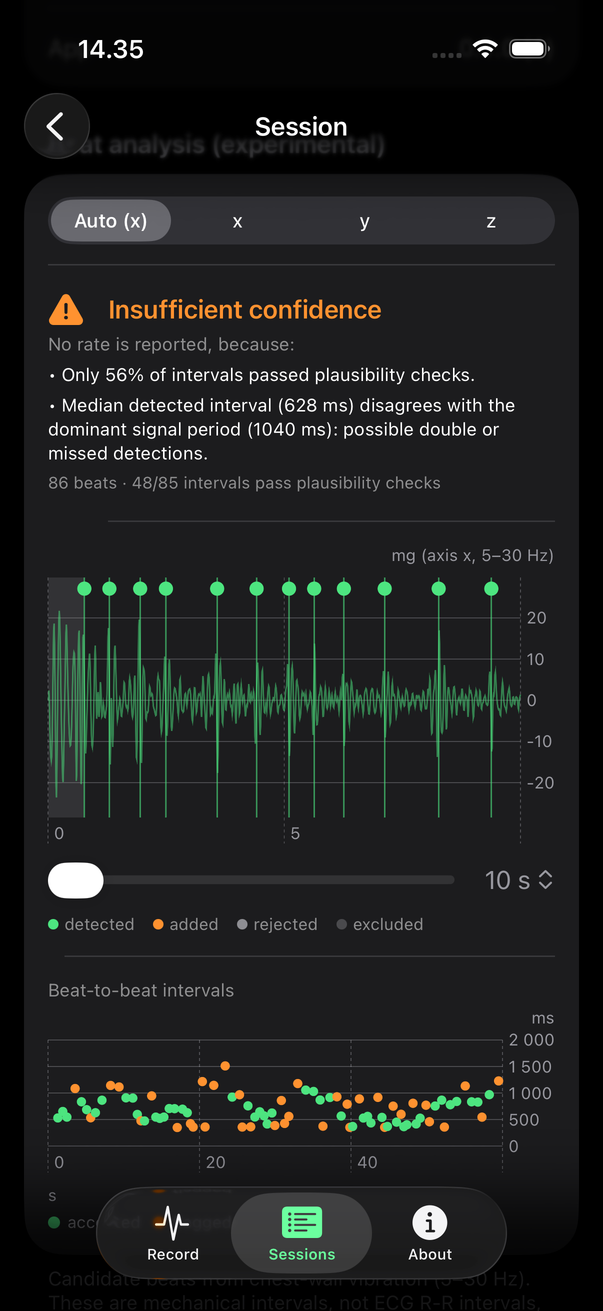 14.35
Session
at analysis (experimental)
Auto (x) x y z
Insufficient confidence
No rate is reported, because:
• Only 56% of intervals passed plausibility checks.
• Median detected interval (628 ms) disagrees with the
dominant signal period (1040 ms): possible double or
missed detections.
86 beats · 48/85 intervals pass plausibility checks
mg (axis x, 5–30 Hz)
20
10
0
-10
-20
0 5
10 s
detected added rejected excluded
Beat-to-beat intervals
ms
2 000
1 500
1 000
500
0
0 20 40
s
Record Sessions About
Candidate beats from chest-wall vibration (5–30 Hz).
These are mechanical intervals, not ECG R-R intervals.